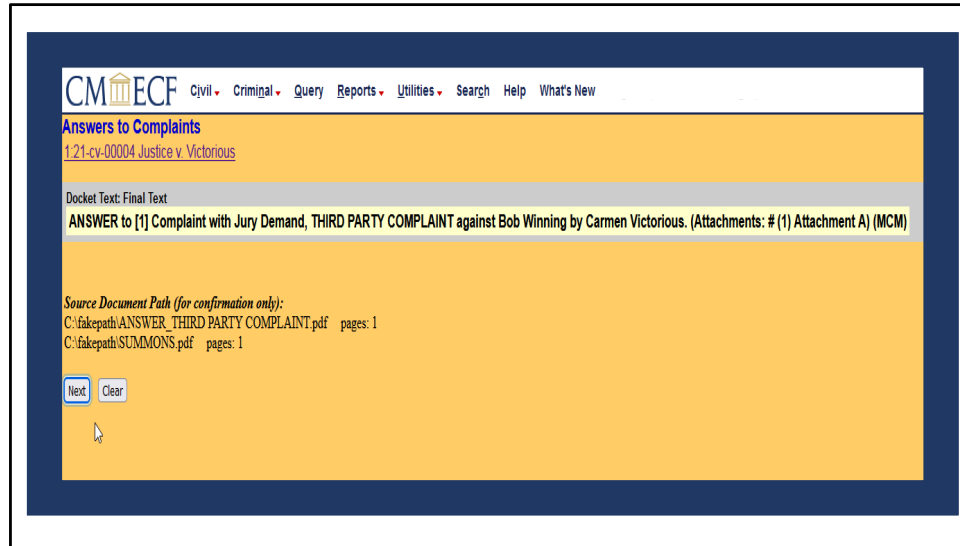 CM ECF Civil Criminal Query Reports Utilities Search Help What's New
Answers to Complaints
1:21-cv-00004 Justice v. Victorious
Docket Text: Final Text
ANSWER to [1] Complaint with Jury Demand, THIRD PARTY COMPLAINT against Bob Winning by Carmen Victorious. (Attachments: # (1) Attachment A) (MCM)
Source Document Path (for confirmation only):
C:\fakepath\ANSWER_THIRD PARTY COMPLAINT.pdf pages: 1
C:\fakepath\SUMMONS.pdf pages: 1
Next Clear